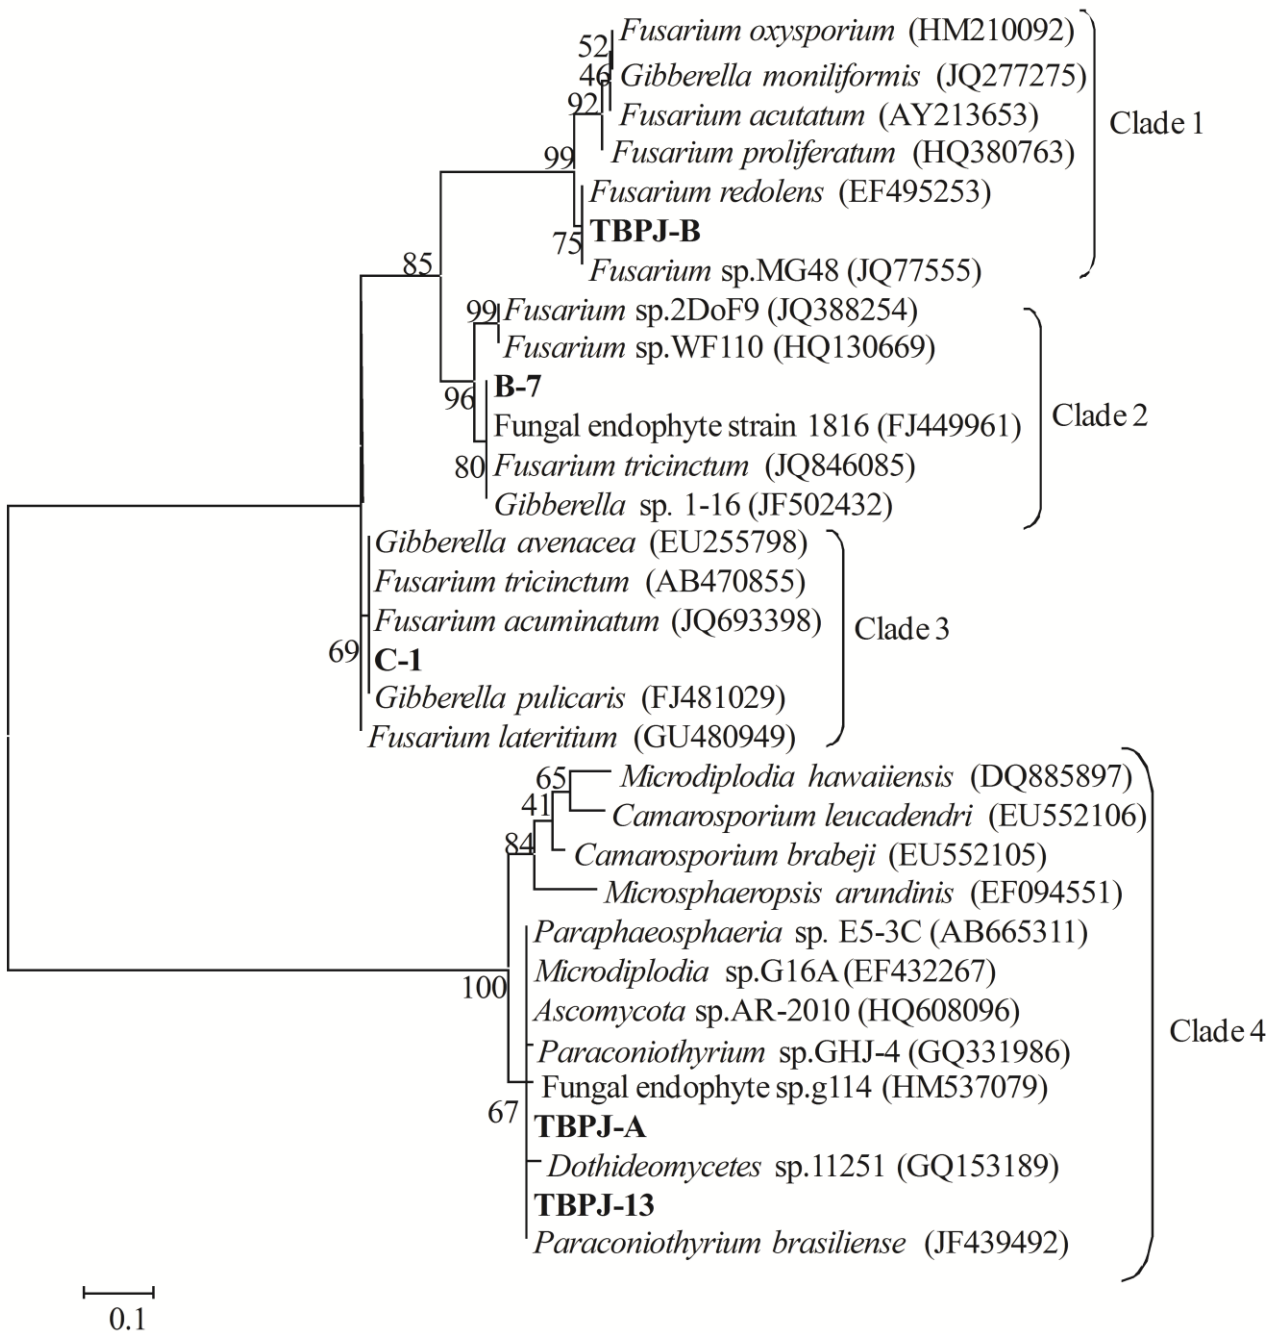 Fusarium oxysporium (HM210092)
52
46 Gibberella moniliformis (JQ277275)
92 Fusarium acutatum (AY213653)
Clade 1
99 Fusarium proliferatum (HQ380763)
Fusarium redolens (EF495253)
TBPJ-B
75
Fusarium sp.MG48 (JQ77555)
85
99 Fusarium sp.2DoF9 (JQ388254)
Fusarium sp.WF110 (HQ130669)
B-7
96
Clade 2
Fungal endophyte strain 1816 (FJ449961)
80 Fusarium tricinctum (JQ846085)
Gibberella sp. 1-16 (JF502432)
Gibberella avenacea (EU255798)
Fusarium tricinctum (AB470855)
Fusarium acuminatum (JQ693398)
Clade 3
69 C-1
Gibberella pulicaris (FJ481029)
Fusarium lateritium (GU480949)
65 Microdiplodia hawaiiensis (DQ885897)
41
Camarosporium leucadendri (EU552106)
84
Camarosporium brabeji (EU552105)
Microsphaeropsis arundinis (EF094551)
Paraphaeosphaeria sp. E5-3C (AB665311)
Microdiplodia sp.G16A (EF432267)
100
Ascomycota sp.AR-2010 (HQ608096)
Clade 4
Paraconiothyrium sp.GHJ-4 (GQ331986)
Fungal endophyte sp.g114 (HM537079)
67
TBPJ-A
Dothideomycetes sp.11251 (GQ153189)
TBPJ-13
Paraconiothyrium brasiliense (JF439492)
0.1